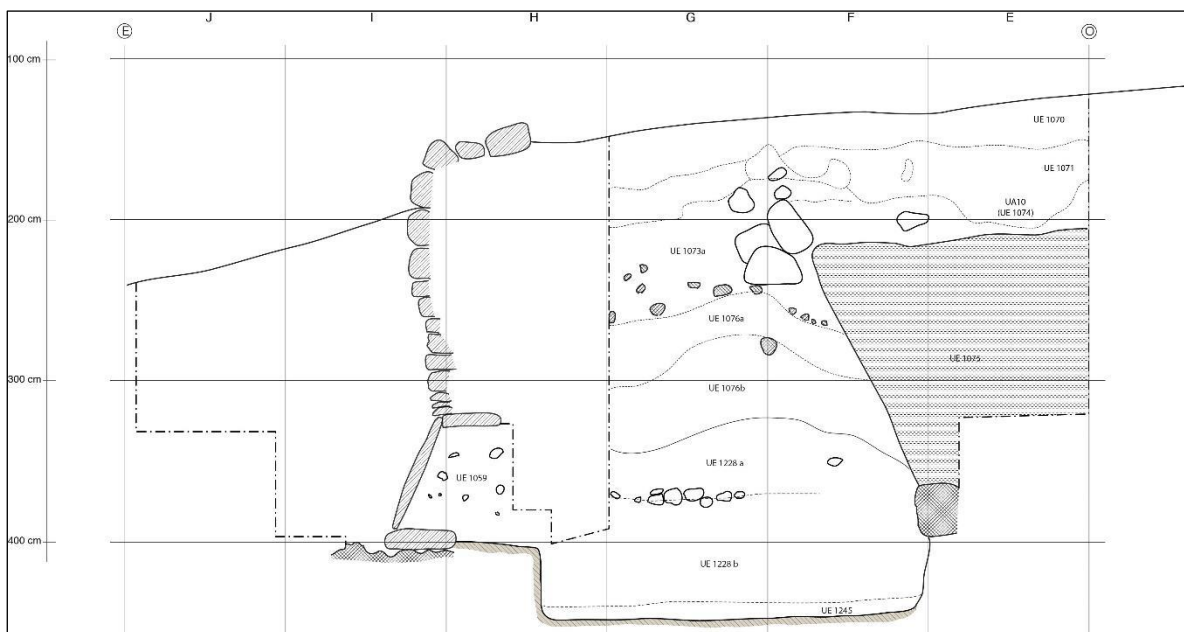 J I H G F E
E O
100 cm
UE 1070
UE 1071
UA10
(UE 1074)
200 cm
UE 1073a
UE 1076a
UE 1075
300 cm
UE 1076b
UE 1228 a
UE 1059
400 cm
UE 1228 b
UE 1245